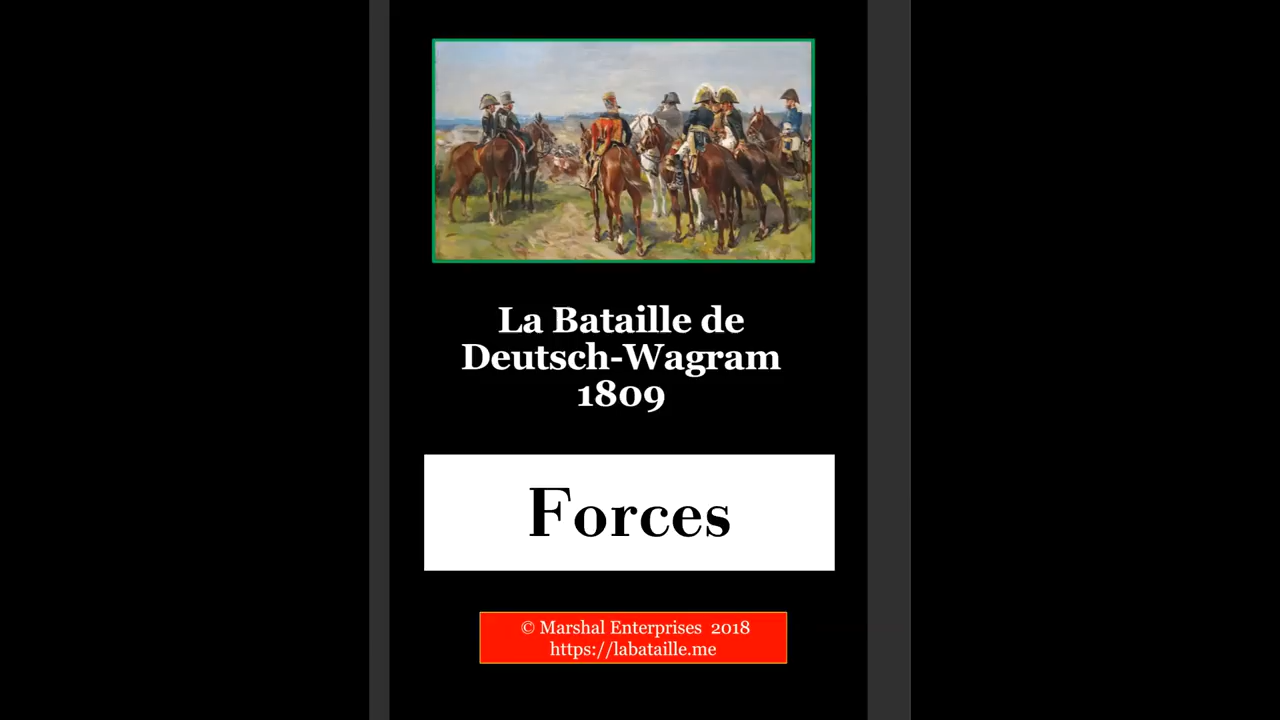 La Bataille de
Deutsch-Wagram
1809
Forces
© Marshal Enterprises 2018
https://labataille.me